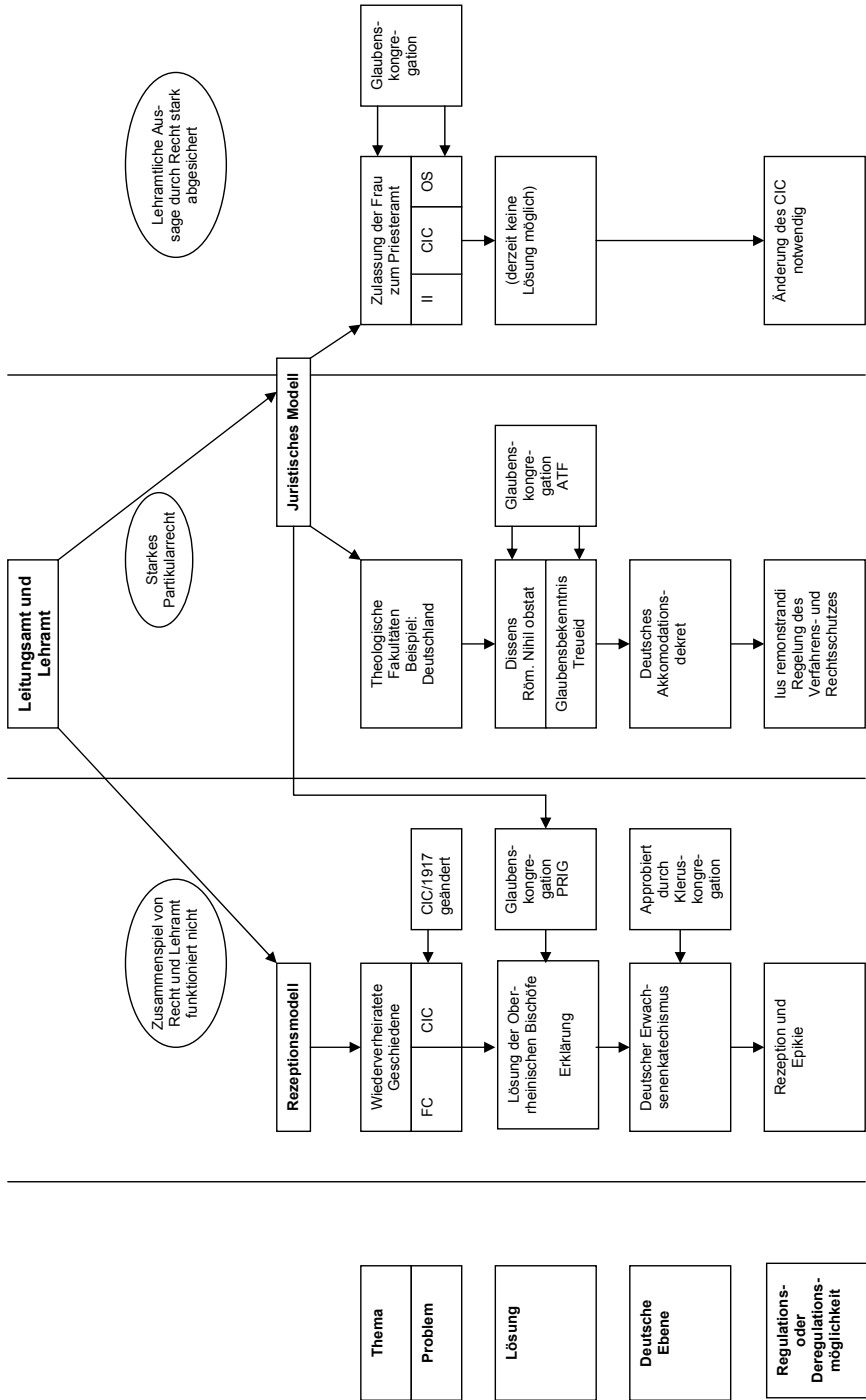 Leitungsamt und
Lehramt
Zusammenspiel von
Recht und Lehramt
funktioniert nicht
Starkes
Partikularrecht
Lehramtliche Aus-
sage durch Recht stark
abgesichert
Rezeptionsmodell
Juristisches Modell
Thema
Problem
Wiederverheiratete
Geschiedene
FC
CIC
CIC/1917
geändert
Theologische
Fakultäten
Beispiel:
Deutschland
Zulassung der Frau
zum Priesteramt
II
CIC
OS
Glaubens-
kongre-
gation
Lösung
Lösung der Ober-
rheinischen Bischöfe
Erklärung
Glaubens-
kongre-
gation
PRIG
Dissens
Röm. Nihil obstat
Glaubensbekenntnis
Treueid
Glaubens-
kongre-
gation
ATF
(derzeit keine
Lösung möglich)
Deutsche
Ebene
Deutscher Erwach-
senenkatechismus
Approbiert
durch
Klerus-
kongre-
gation
Deutsches
Akkomodations-
dekret
Regulations-
oder
Deregulations-
möglichkeit
Rezeption und
Epikie
Ius remonstrandi
Regelung des
Verfahrens- und
Rechtsschutzes
Änderung des CIC
notwendig